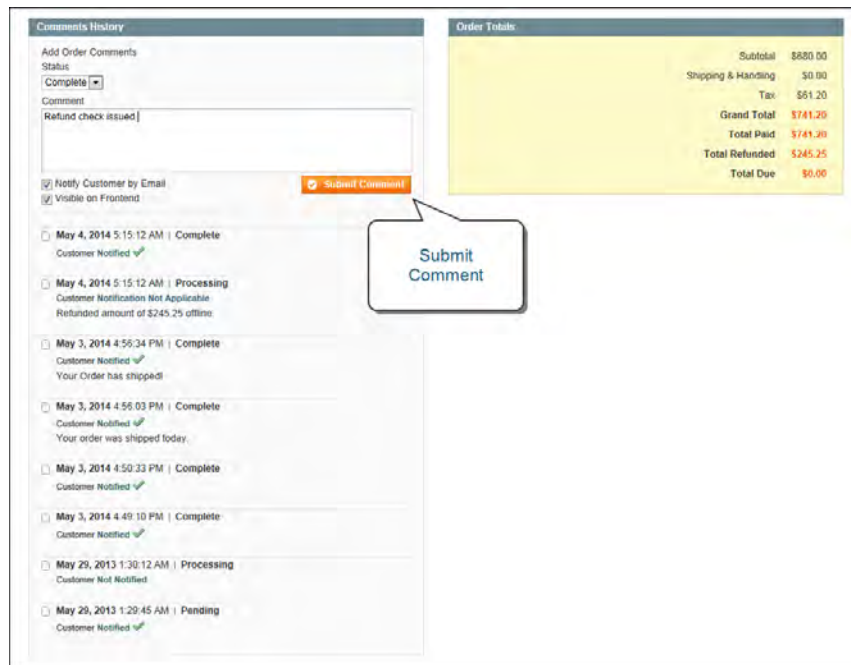 Comments History
Add Order Comments
Status
Complete
Comment
Refund check issued
Notify Customer by Email
Submit Comment
Visible on Frontend
May 4, 2014 5:15:12 AM | Complete
Customer Notified
May 4, 2014 5:15:12 AM | Processing
Customer Notification Not Applicable
Refunded amount of $245.25 offline
May 3, 2014 4:56:34 PM | Complete
Customer Notified
Your Order has shipped!
May 3, 2014 4:56:03 PM | Complete
Customer Notified
Your order was shipped today.
May 3, 2014 4:50:33 PM | Complete
Customer Notified
May 3, 2014 4:49:10 PM | Complete
Customer Notified
May 29, 2013 1:30:12 AM | Processing
Customer Not Notified
May 29, 2013 1:29:45 AM | Pending
Customer Notified
Order Totals
Subtotal $680.00
Shipping & Handling $0.00
Tax $61.20
Grand Total $741.20
Total Paid $741.20
Total Refunded $245.25
Total Due $0.00
Submit
Comment